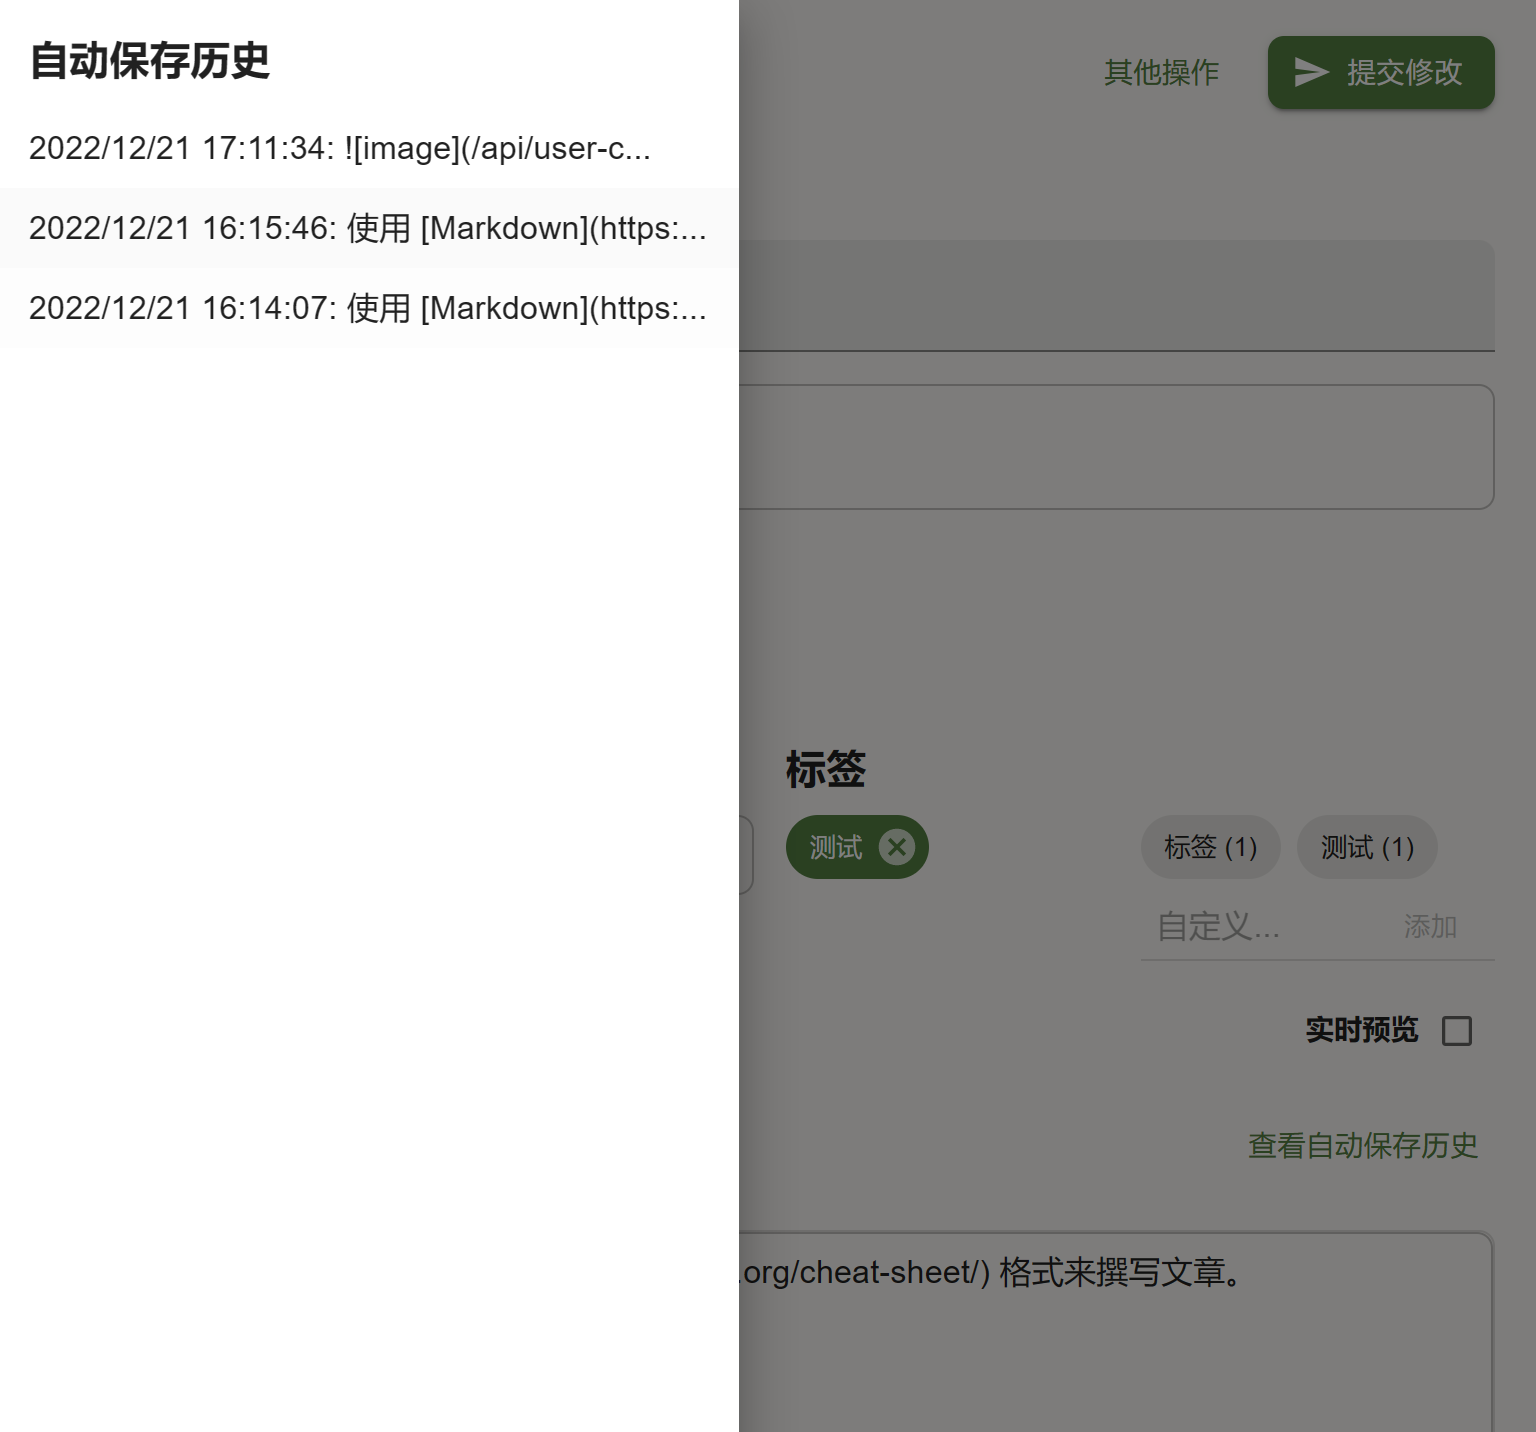 自动保存历史
2022/12/21 17:11:34: ![image](/api/user-c...
2022/12/21 16:15:46: 使用 [Markdown](https:...
2022/12/21 16:14:07: 使用 [Markdown](https:...
其他操作
提交修改
标签
测试
标签 (1)
测试 (1)
自定义...
添加
实时预览
查看自动保存历史
.org/cheat-sheet/) 格式来撰写文章。